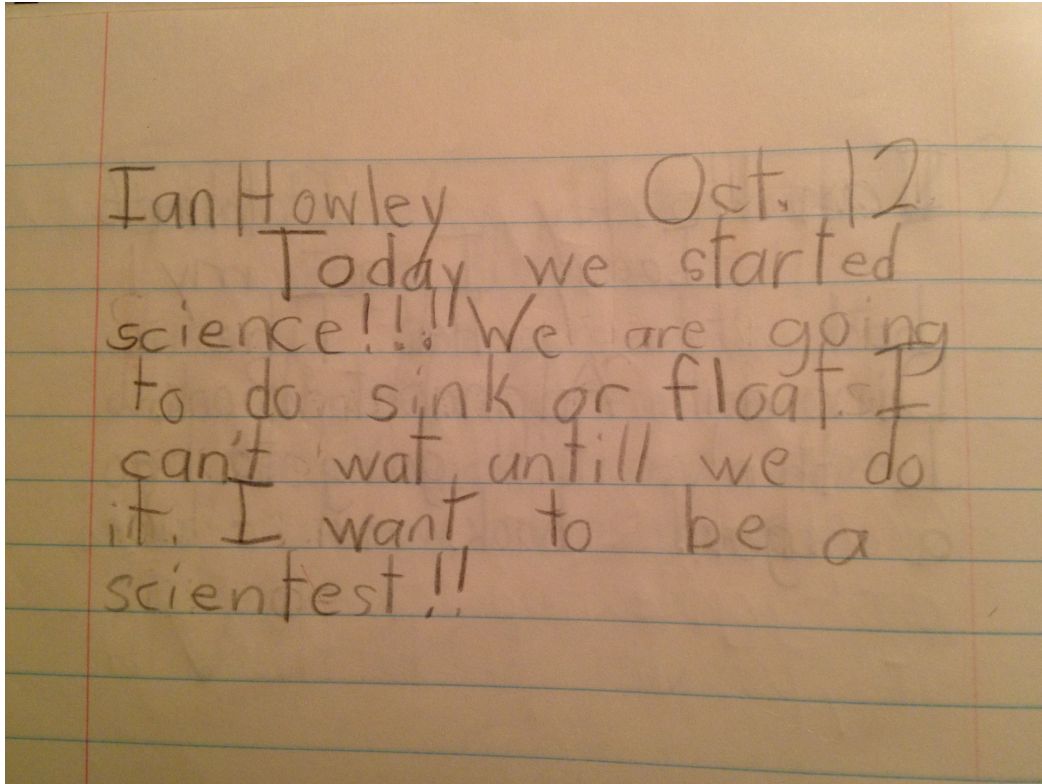 Ian Howley Oct. 12
Today we started
science!!!! We are going
to do sink or float. I
can't wat untill we do
it. I want to be a
scientest!!